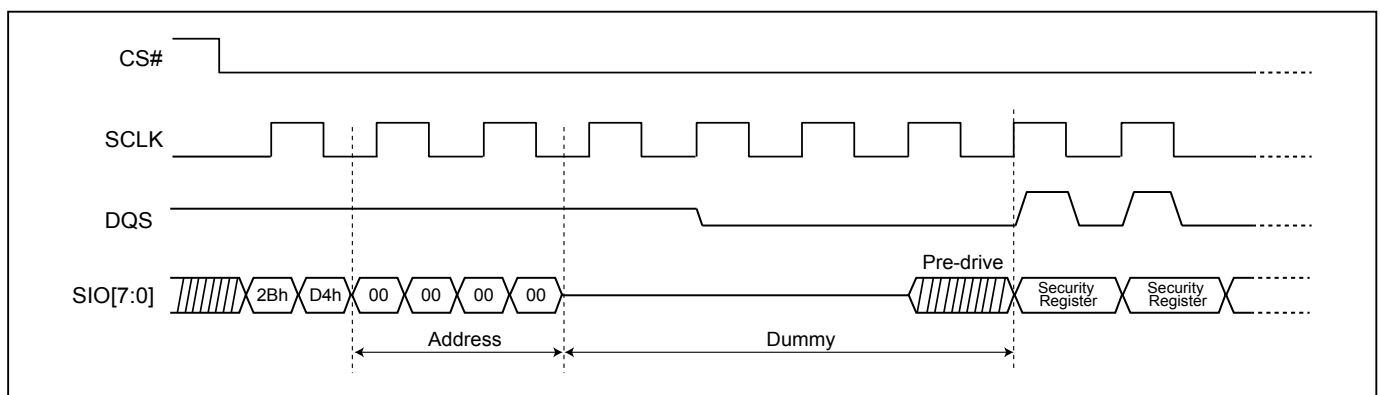 CS#
SCLK
DQS
Pre-drive
SIO[7:0]
2Bh D4h 00 00 00 00
Security
Register
Security
Register
Address
Dummy